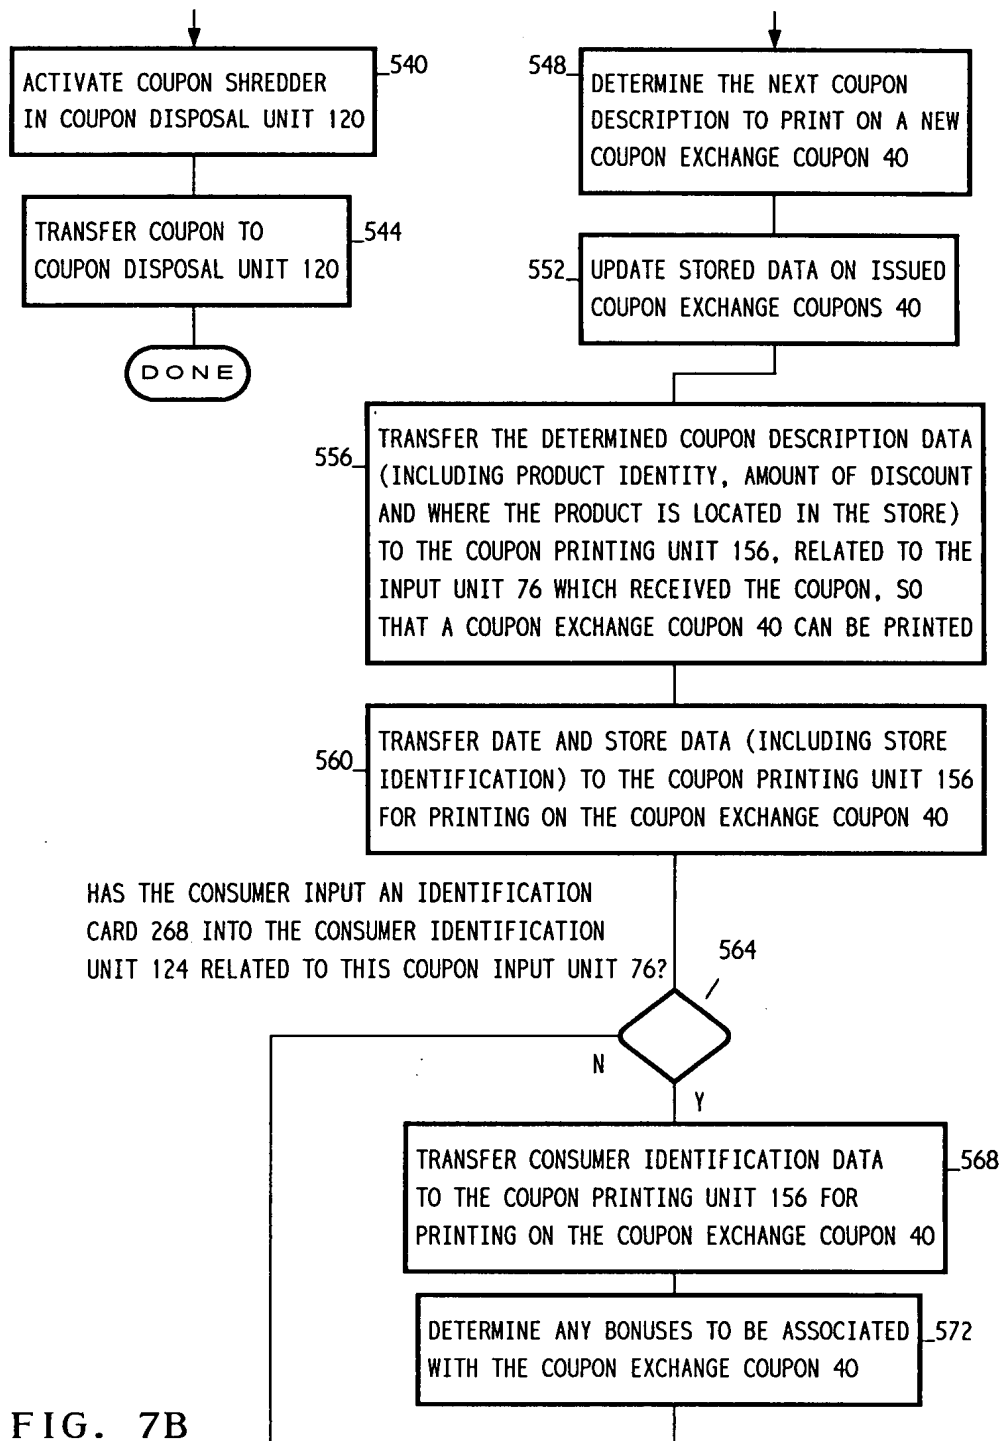 ACTIVATE COUPON SHREDDER
IN COUPON DISPOSAL UNIT 120
540
TRANSFER COUPON TO
COUPON DISPOSAL UNIT 120
544
DONE
548
DETERMINE THE NEXT COUPON
DESCRIPTION TO PRINT ON A NEW
COUPON EXCHANGE COUPON 40
552
UPDATE STORED DATA ON ISSUED
COUPON EXCHANGE COUPONS 40
556
TRANSFER THE DETERMINED COUPON DESCRIPTION DATA
(INCLUDING PRODUCT IDENTITY, AMOUNT OF DISCOUNT
AND WHERE THE PRODUCT IS LOCATED IN THE STORE)
TO THE COUPON PRINTING UNIT 156, RELATED TO THE
INPUT UNIT 76 WHICH RECEIVED THE COUPON, SO
THAT A COUPON EXCHANGE COUPON 40 CAN BE PRINTED
560
TRANSFER DATE AND STORE DATA (INCLUDING STORE
IDENTIFICATION) TO THE COUPON PRINTING UNIT 156
FOR PRINTING ON THE COUPON EXCHANGE COUPON 40
HAS THE CONSUMER INPUT AN IDENTIFICATION
CARD 268 INTO THE CONSUMER IDENTIFICATION
UNIT 124 RELATED TO THIS COUPON INPUT UNIT 76?
564
N
Y
TRANSFER CONSUMER IDENTIFICATION DATA
TO THE COUPON PRINTING UNIT 156 FOR
PRINTING ON THE COUPON EXCHANGE COUPON 40
568
DETERMINE ANY BONUSES TO BE ASSOCIATED
WITH THE COUPON EXCHANGE COUPON 40
572
FIG. 7B